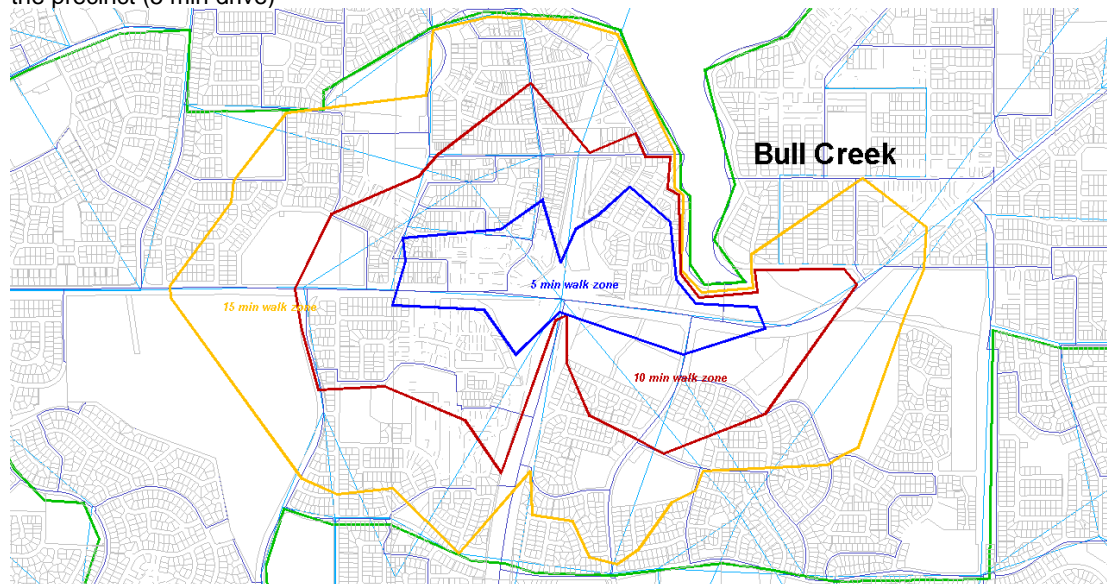 the precinct (5 min drive)
Bull Creek
5 min walk zone
15 min walk zone
10 min walk zone